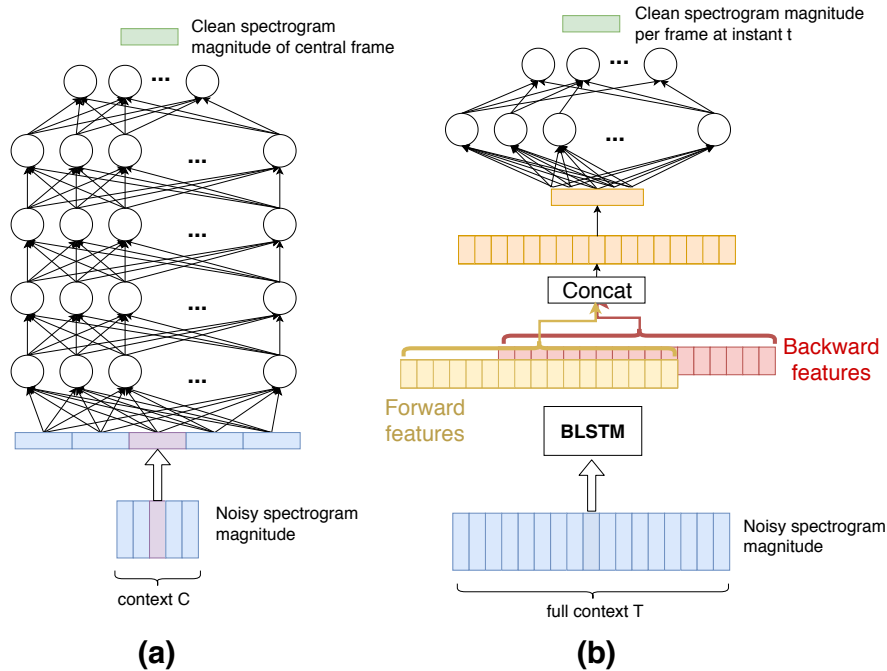 Clean spectrogram
magnitude of central frame
...
...
...
...
...
Noisy spectrogram
magnitude
context C
(a)
Clean spectrogram magnitude
per frame at instant t
...
...
Concat
Backward
features
Forward
features
BLSTM
Noisy spectrogram
magnitude
full context T
(b)